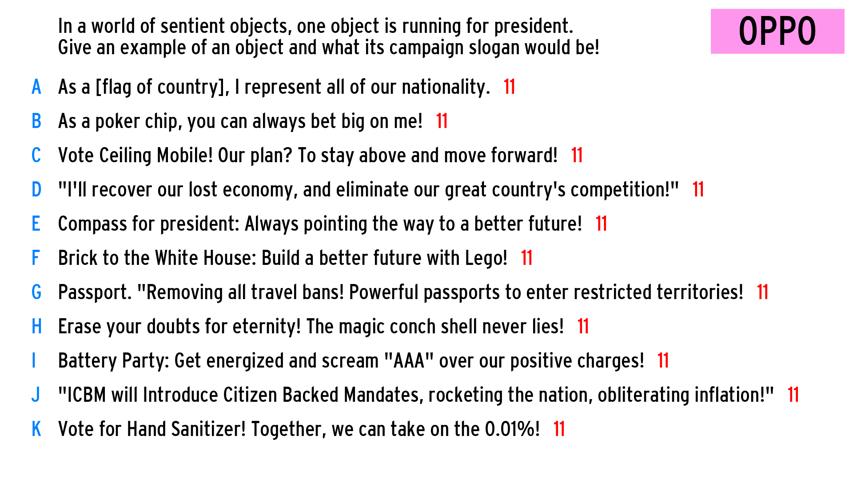 In a world of sentient objects, one object is running for president.
Give an example of an object and what its campaign slogan would be!
OPPO
A As a [flag of country], I represent all of our nationality. 11
B As a poker chip, you can always bet big on me! 11
C Vote Ceiling Mobile! Our plan? To stay above and move forward! 11
D "I'll recover our lost economy, and eliminate our great country's competition!" 11
E Compass for president: Always pointing the way to a better future! 11
F Brick to the White House: Build a better future with Lego! 11
G Passport. "Removing all travel bans! Powerful passports to enter restricted territories! 11
H Erase your doubts for eternity! The magic conch shell never lies! 11
I Battery Party: Get energized and scream "AAA" over our positive charges! 11
J "ICBM will Introduce Citizen Backed Mandates, rocketing the nation, obliterating inflation!" 11
K Vote for Hand Sanitizer! Together, we can take on the 0.01%! 11